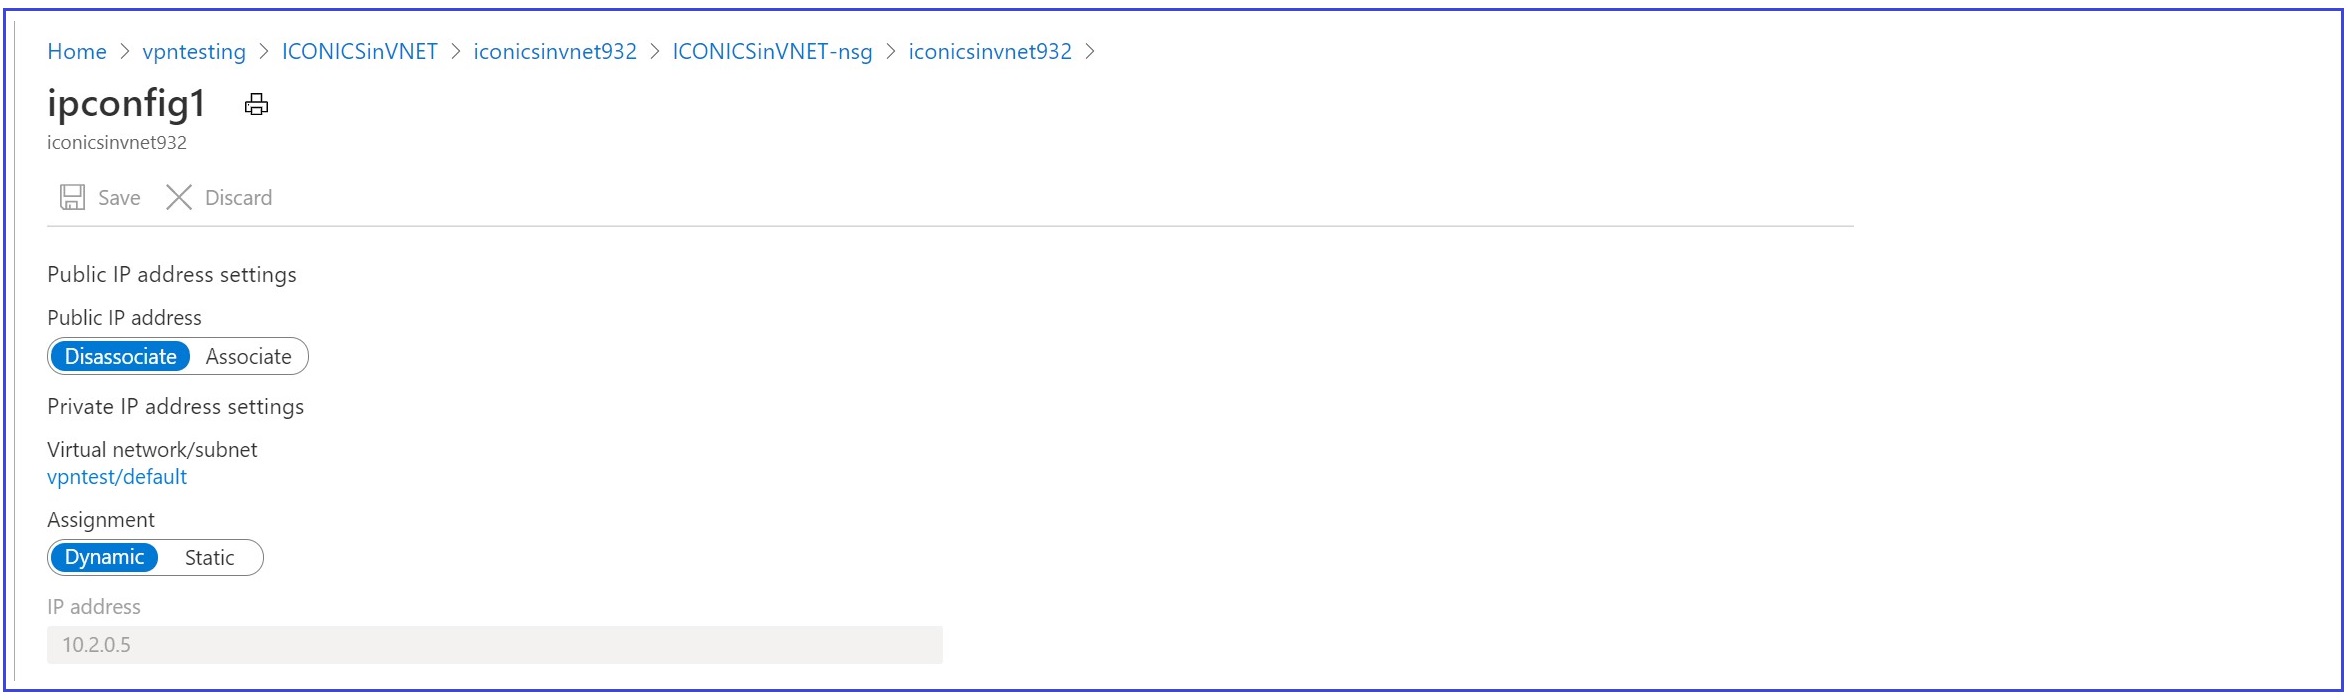 Home > vpntesting > ICONICSinVNET > iconicsinvnet932 > ICONICSinVNET-nsg > iconicsinvnet932 >
ipconfig1
iconicsinvnet932
Save Discard
Public IP address settings
Public IP address
Disassociate Associate
Private IP address settings
Virtual network/subnet
vpntest/default
Assignment
Dynamic Static
IP address
10.2.0.5